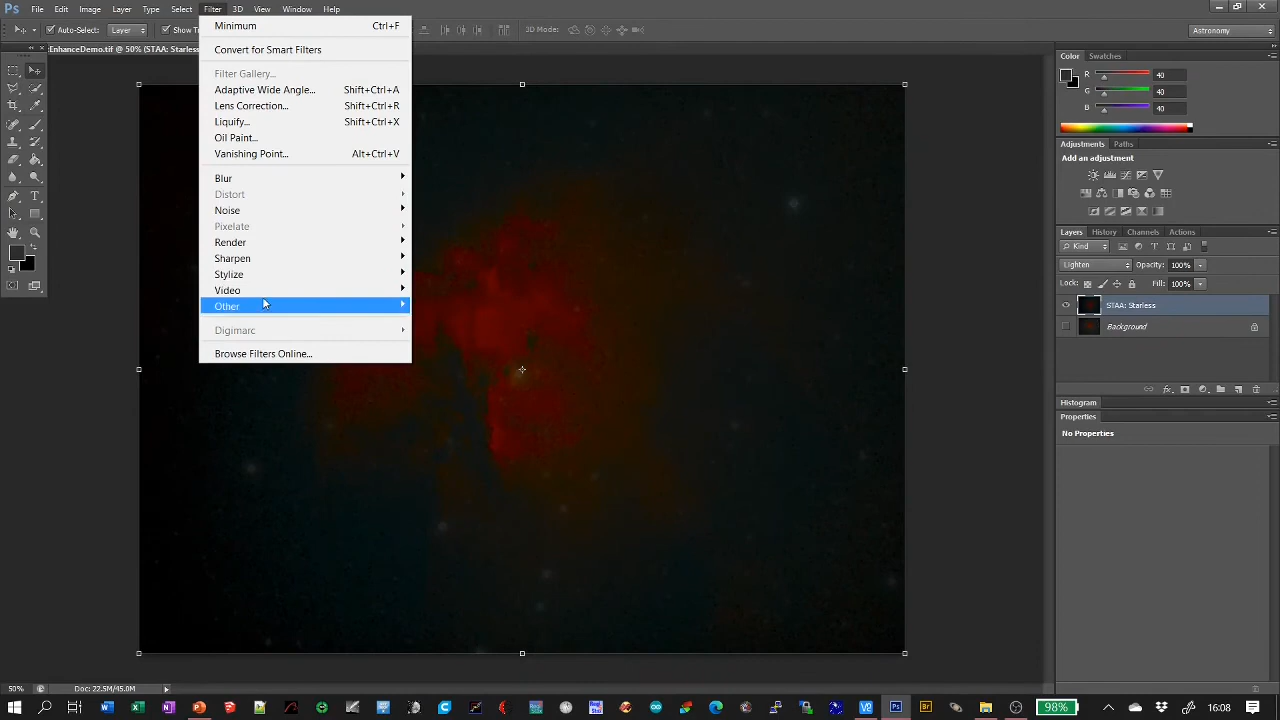 Ps File Edit Image Layer Type Select Filter 3D View Window Help
Auto-Select: Layer Show Tr 3D Mode: Astronomy
EnhanceDemo.tif @ 50% (STAA: Starless
Minimum Ctrl+F
Convert for Smart Filters
Filter Gallery...
Adaptive Wide Angle... Shift+Ctrl+A
Lens Correction... Shift+Ctrl+R
Liquify... Shift+Ctrl+X
Oil Paint...
Vanishing Point... Alt+Ctrl+V
Blur
Distort
Noise
Pixelate
Render
Sharpen
Stylize
Video
Other
Digimarc
Browse Filters Online...
Color Swatches
R 40
G 40
B 40
Adjustments Paths
Add an adjustment
Layers History Channels Actions
Kind
Lighten Opacity: 100%
Lock: Fill: 100%
STAA: Starless
Background
Histogram
Properties
No Properties
50% Doc: 22.5M/45.0M
98% 16:08